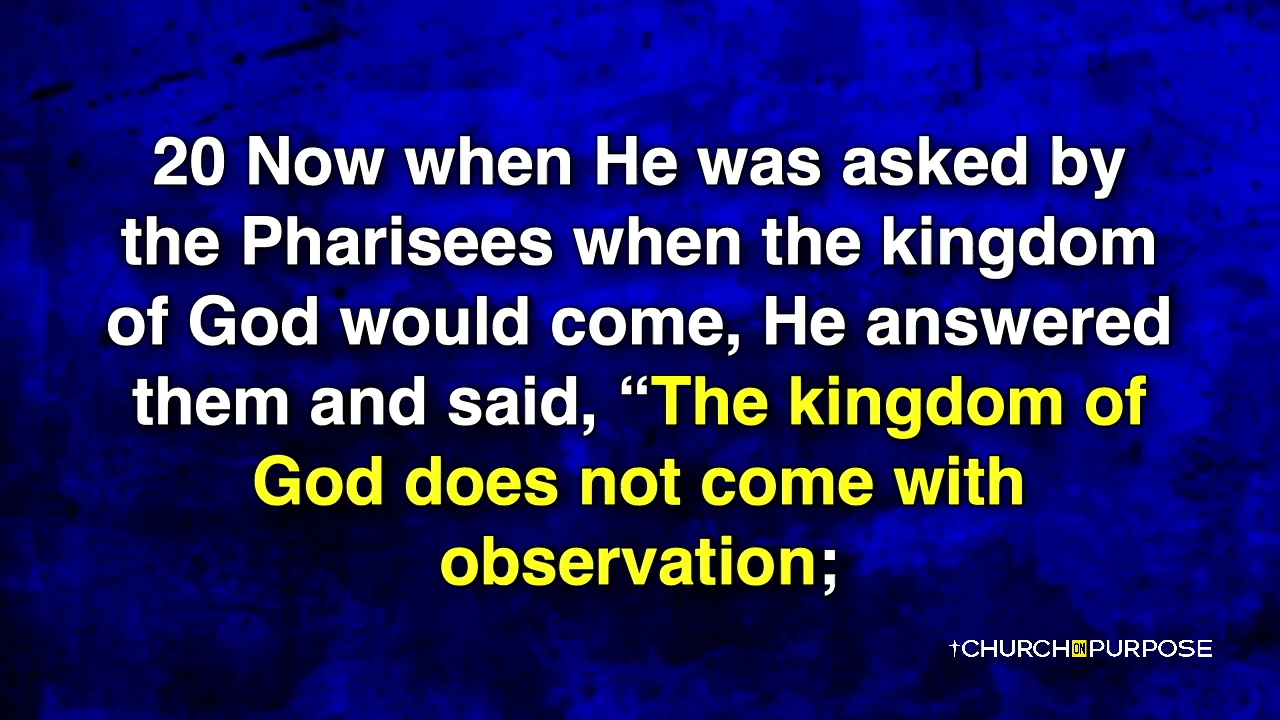 20 Now when He was asked by
the Pharisees when the kingdom
of God would come, He answered
them and said, “The kingdom of
God does not come with
observation;
CHURCH ON PURPOSE